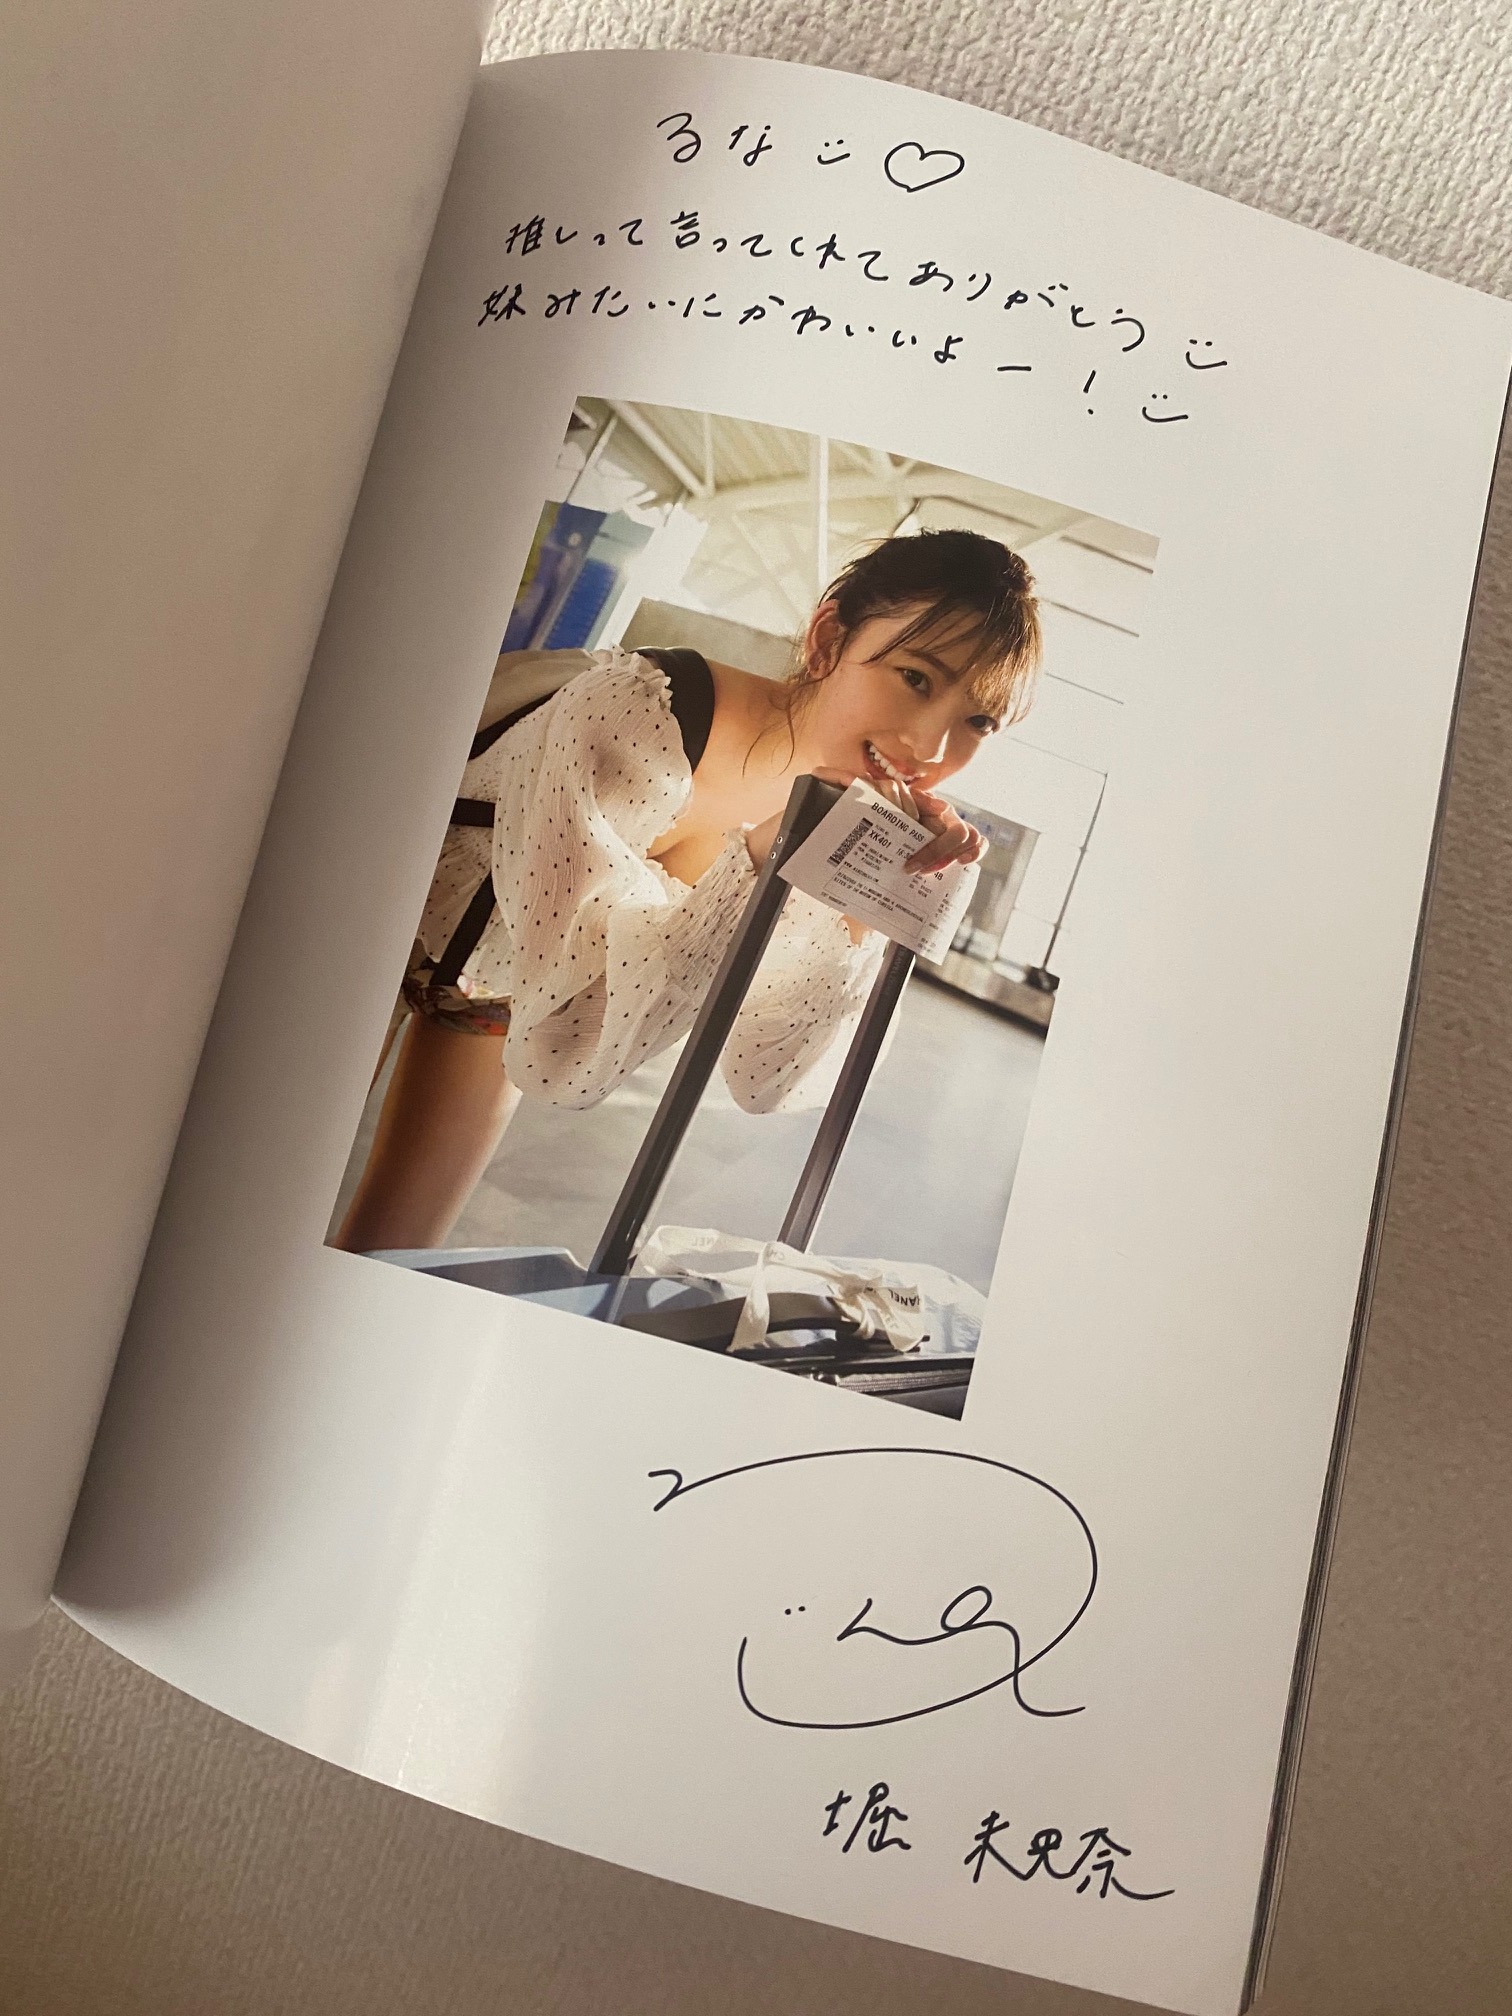 るな ♡
推しって言ってくれてありがとう
妹みたいにかわいいよー!
BOARDING PASS
XK401
CHANEL
堀 未央奈